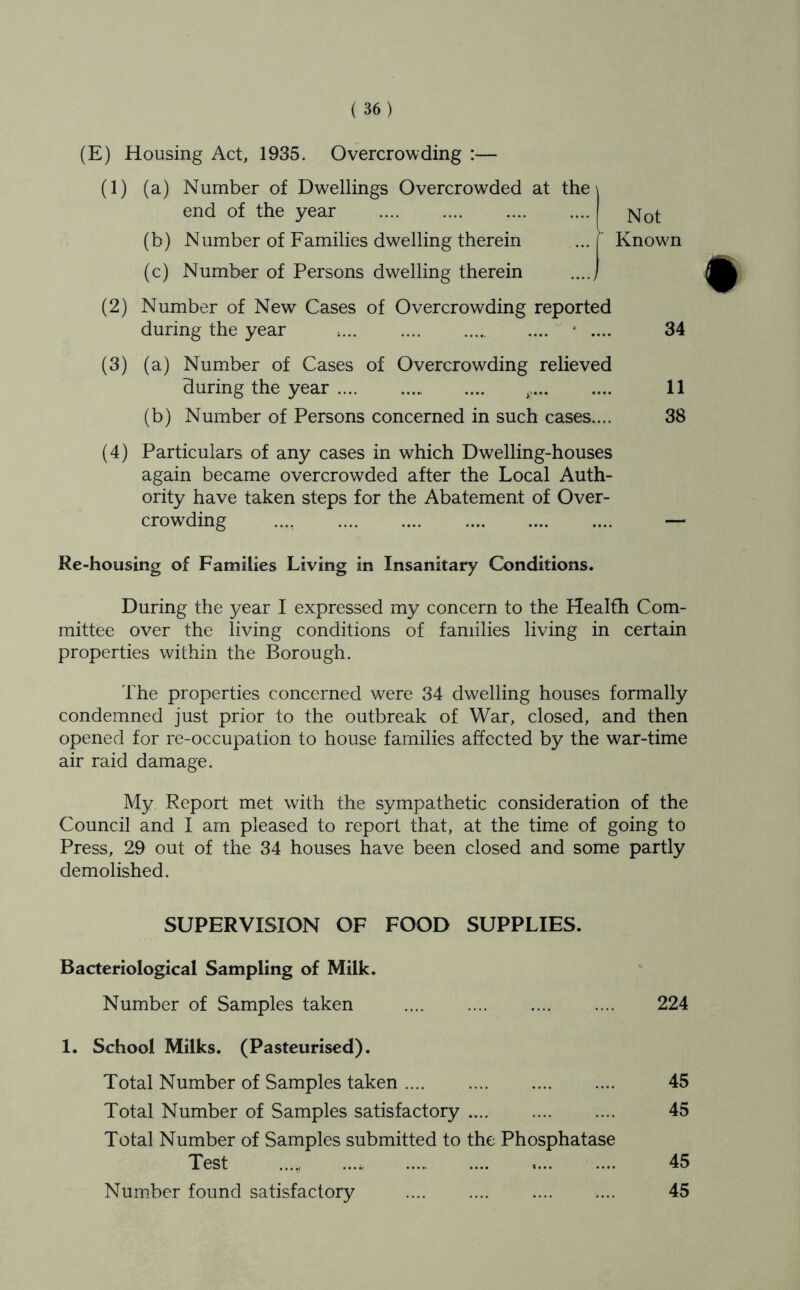 ( 36 )
(E) Housing Act, 1935. Overcrowding :—
(1) (a) Number of Dwellings Overcrowded at the
end of the year .... .... .... .... Not
(b) Number of Families dwelling therein ... Known
(c) Number of Persons dwelling therein ....
(2) Number of New Cases of Overcrowding reported
during the year .... .... .... .... .... 34
(3) (a) Number of Cases of Overcrowding relieved
during the year .... .... .... .... .... 11
(b) Number of Persons concerned in such cases.... 38
(4) Particulars of any cases in which Dwelling-houses
again became overcrowded after the Local Auth-
ority have taken steps for the Abatement of Over-
crowding .... .... .... .... .... .... —
Re-housing of Families Living in Insanitary Conditions.
During the year I expressed my concern to the Health Com-
mittee over the living conditions of families living in certain
properties within the Borough.
The properties concerned were 34 dwelling houses formally
condemned just prior to the outbreak of War, closed, and then
opened for re-occupation to house families affected by the war-time
air raid damage.
My Report met with the sympathetic consideration of the
Council and I am pleased to report that, at the time of going to
Press, 29 out of the 34 houses have been closed and some partly
demolished.
SUPERVISION OF FOOD SUPPLIES.
Bacteriological Sampling of Milk.
Number of Samples taken .... .... .... .... 224
1. School Milks. (Pasteurised).
Total Number of Samples taken .... .... .... .... 45
Total Number of Samples satisfactory .... .... .... 45
Total Number of Samples submitted to the Phosphatase
Test .... .... .... .... .... .... 45
Number found satisfactory .... .... .... .... 45